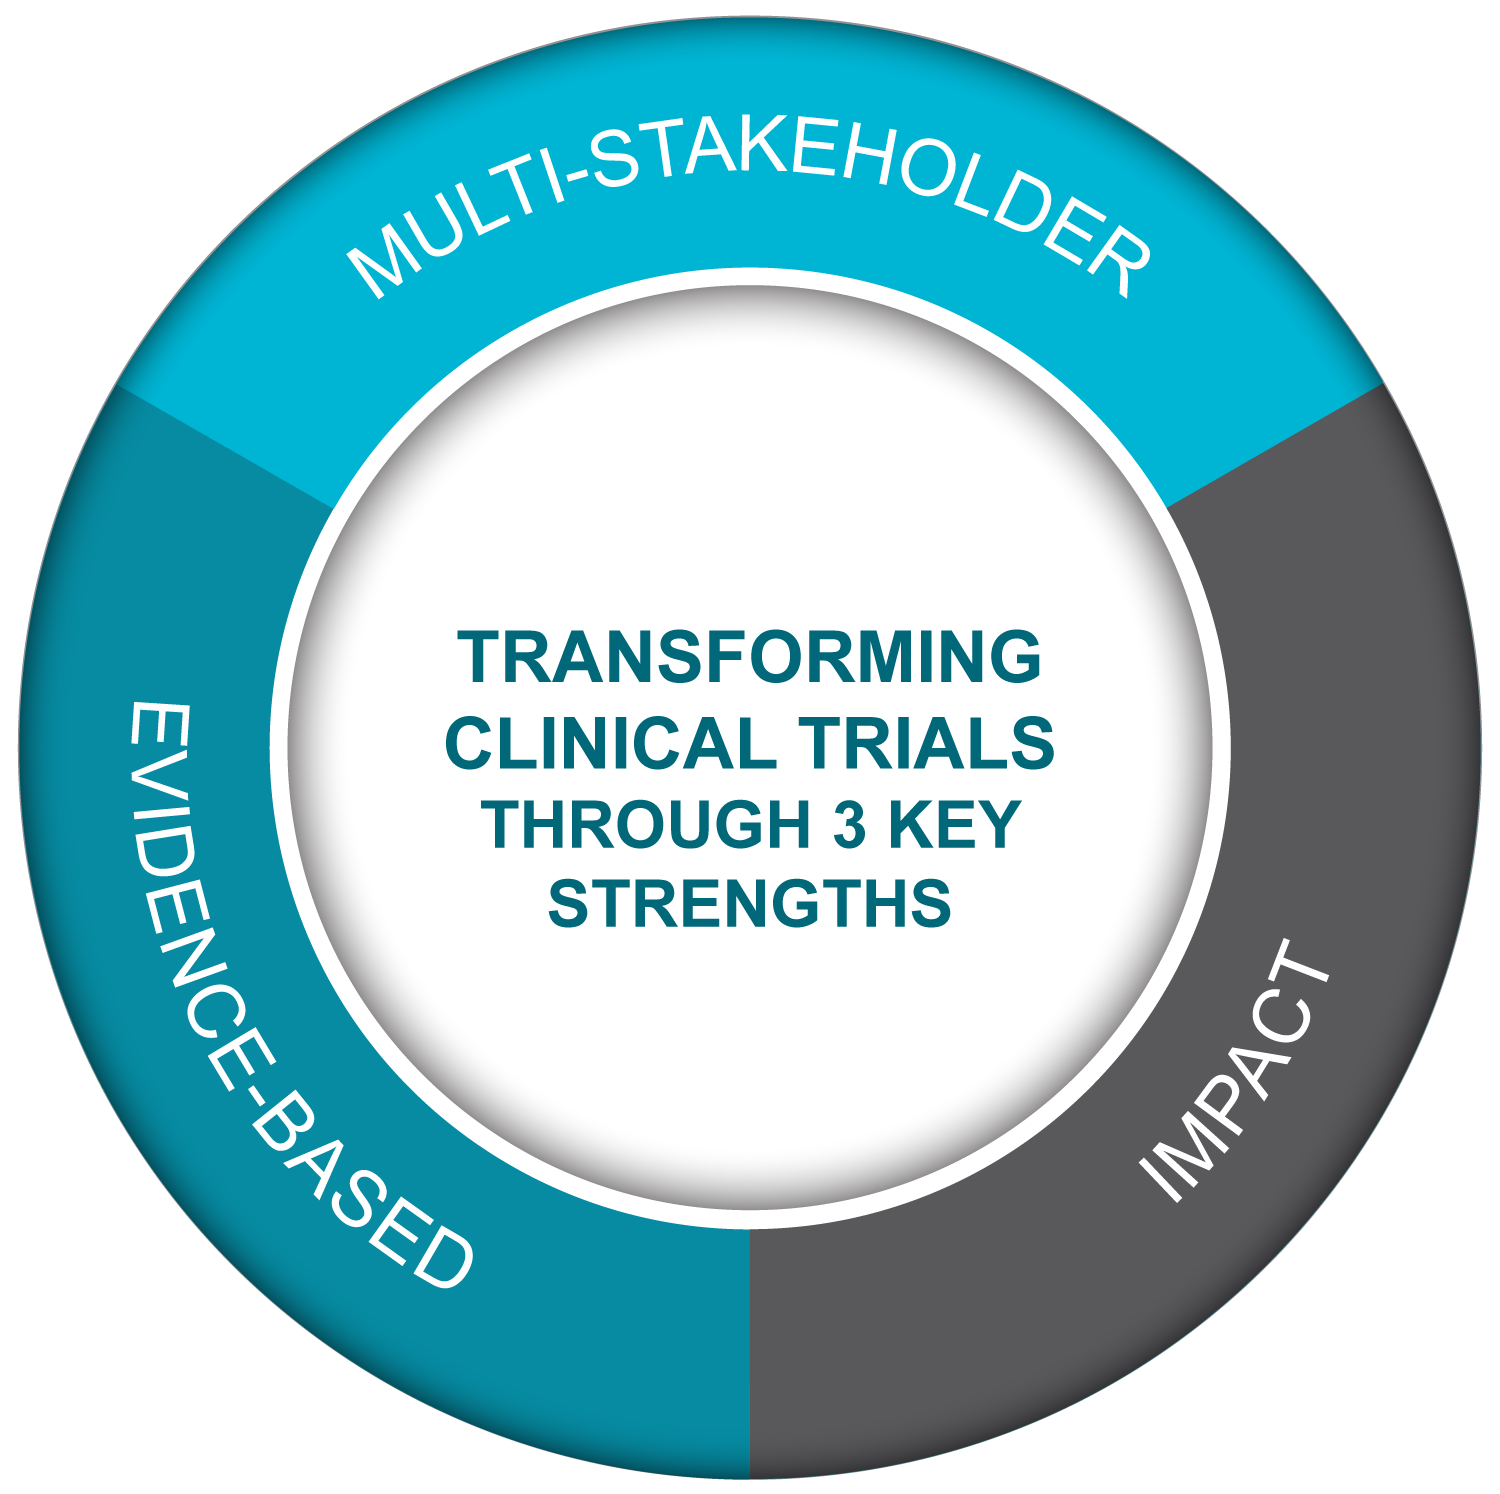 MULTI-STAKEHOLDER
TRANSFORMING
CLINICAL TRIALS
THROUGH 3 KEY
STRENGTHS
EVIDENCE-BASED
IMPACT